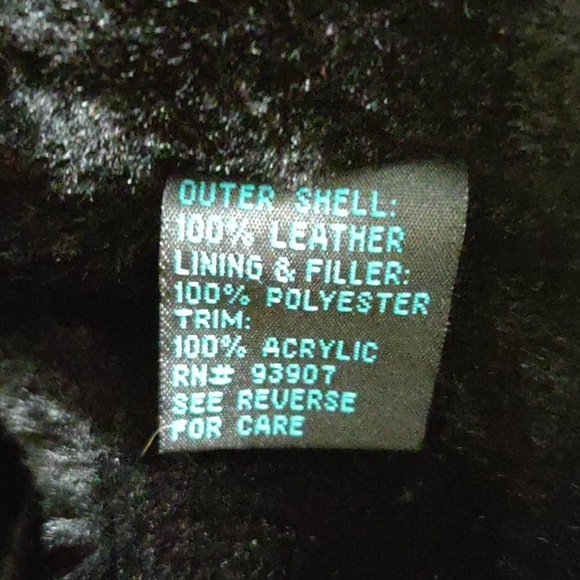 OUTER SHELL:
100% LEATHER
LINING & FILLER:
100% POLYESTER
TRIM:
100% ACRYLIC
RN# 93907
SEE REVERSE
FOR CARE